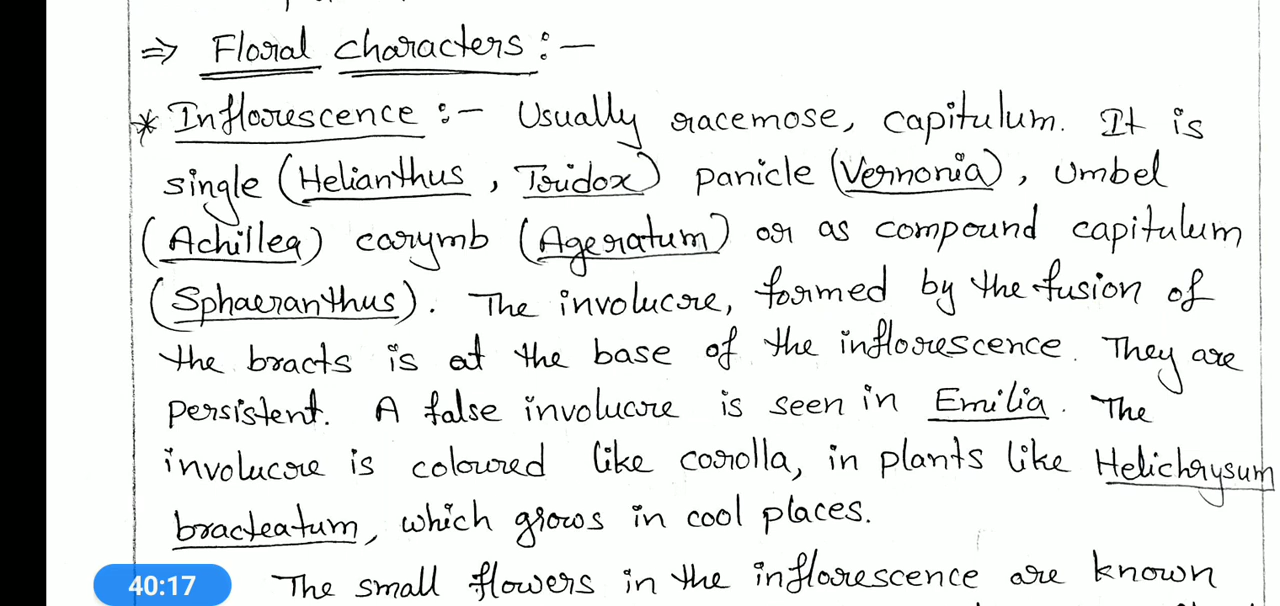 ⇒ Floral characters :-
* Inflorescence :- Usually racemose, capitulum. It is
single (Helianthus, Tridox) panicle (Vernonia), Umbel
(Achillea) corymb (Ageratum) or as compound capitulum
(Sphaeranthus). The involucre, formed by the fusion of
the bracts is at the base of the inflorescence. They are
persistent. A false involucre is seen in Emilia. The
involucre is coloured like corolla, in plants like Helichrysum
bracteatum, which grows in cool places.
40:17 The small flowers in the inflorescence are known